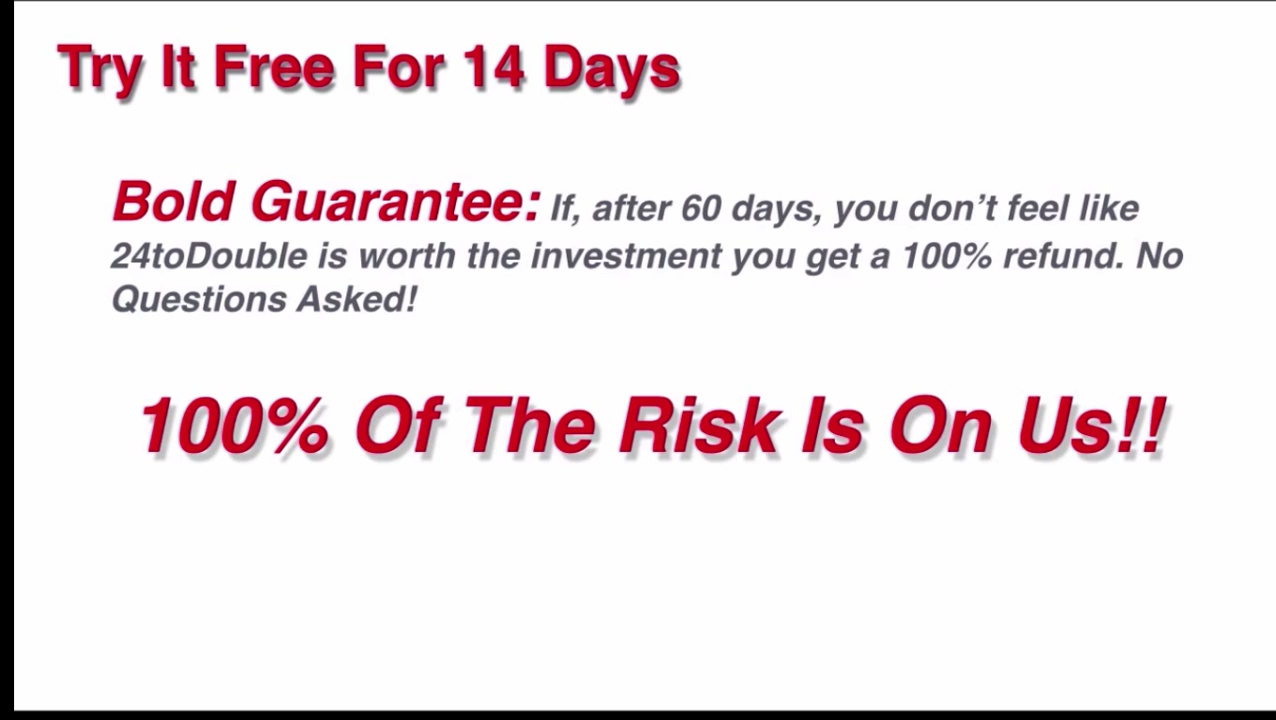 Try It Free For 14 Days
Bold Guarantee: If, after 60 days, you don’t feel like
24toDouble is worth the investment you get a 100% refund. No
Questions Asked!
100% Of The Risk Is On Us!!